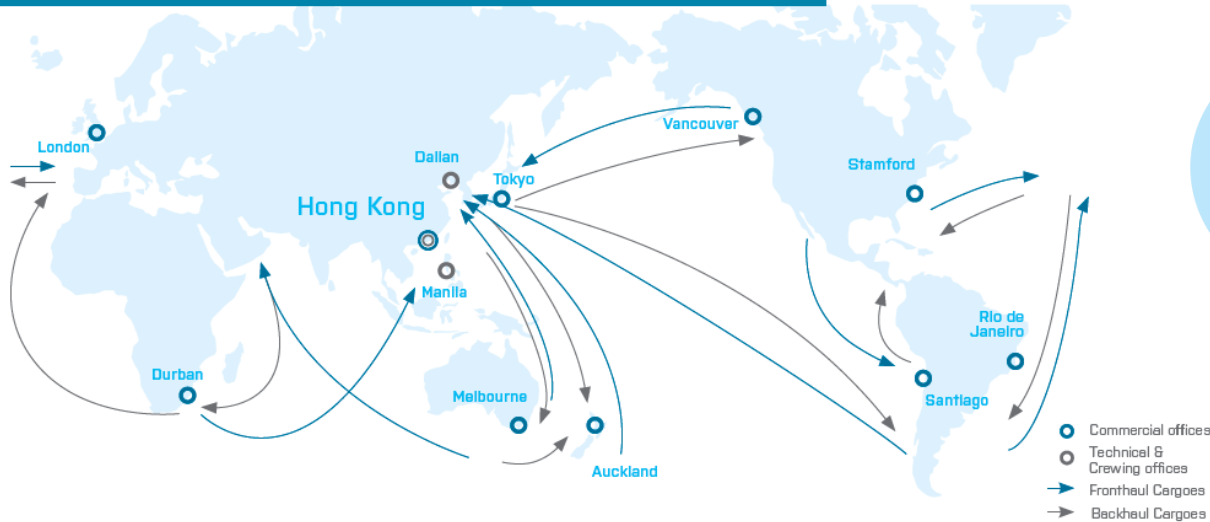 London
Dalian
Tokyo
Hong Kong
Manila
Durban
Melbourne
Auckland
Vancouver
Stamford
Rio de
Janeiro
Santiago
Commercial offices
Technical &
Crewing offices
Fronthaul Cargoes
Backhaul Cargoes